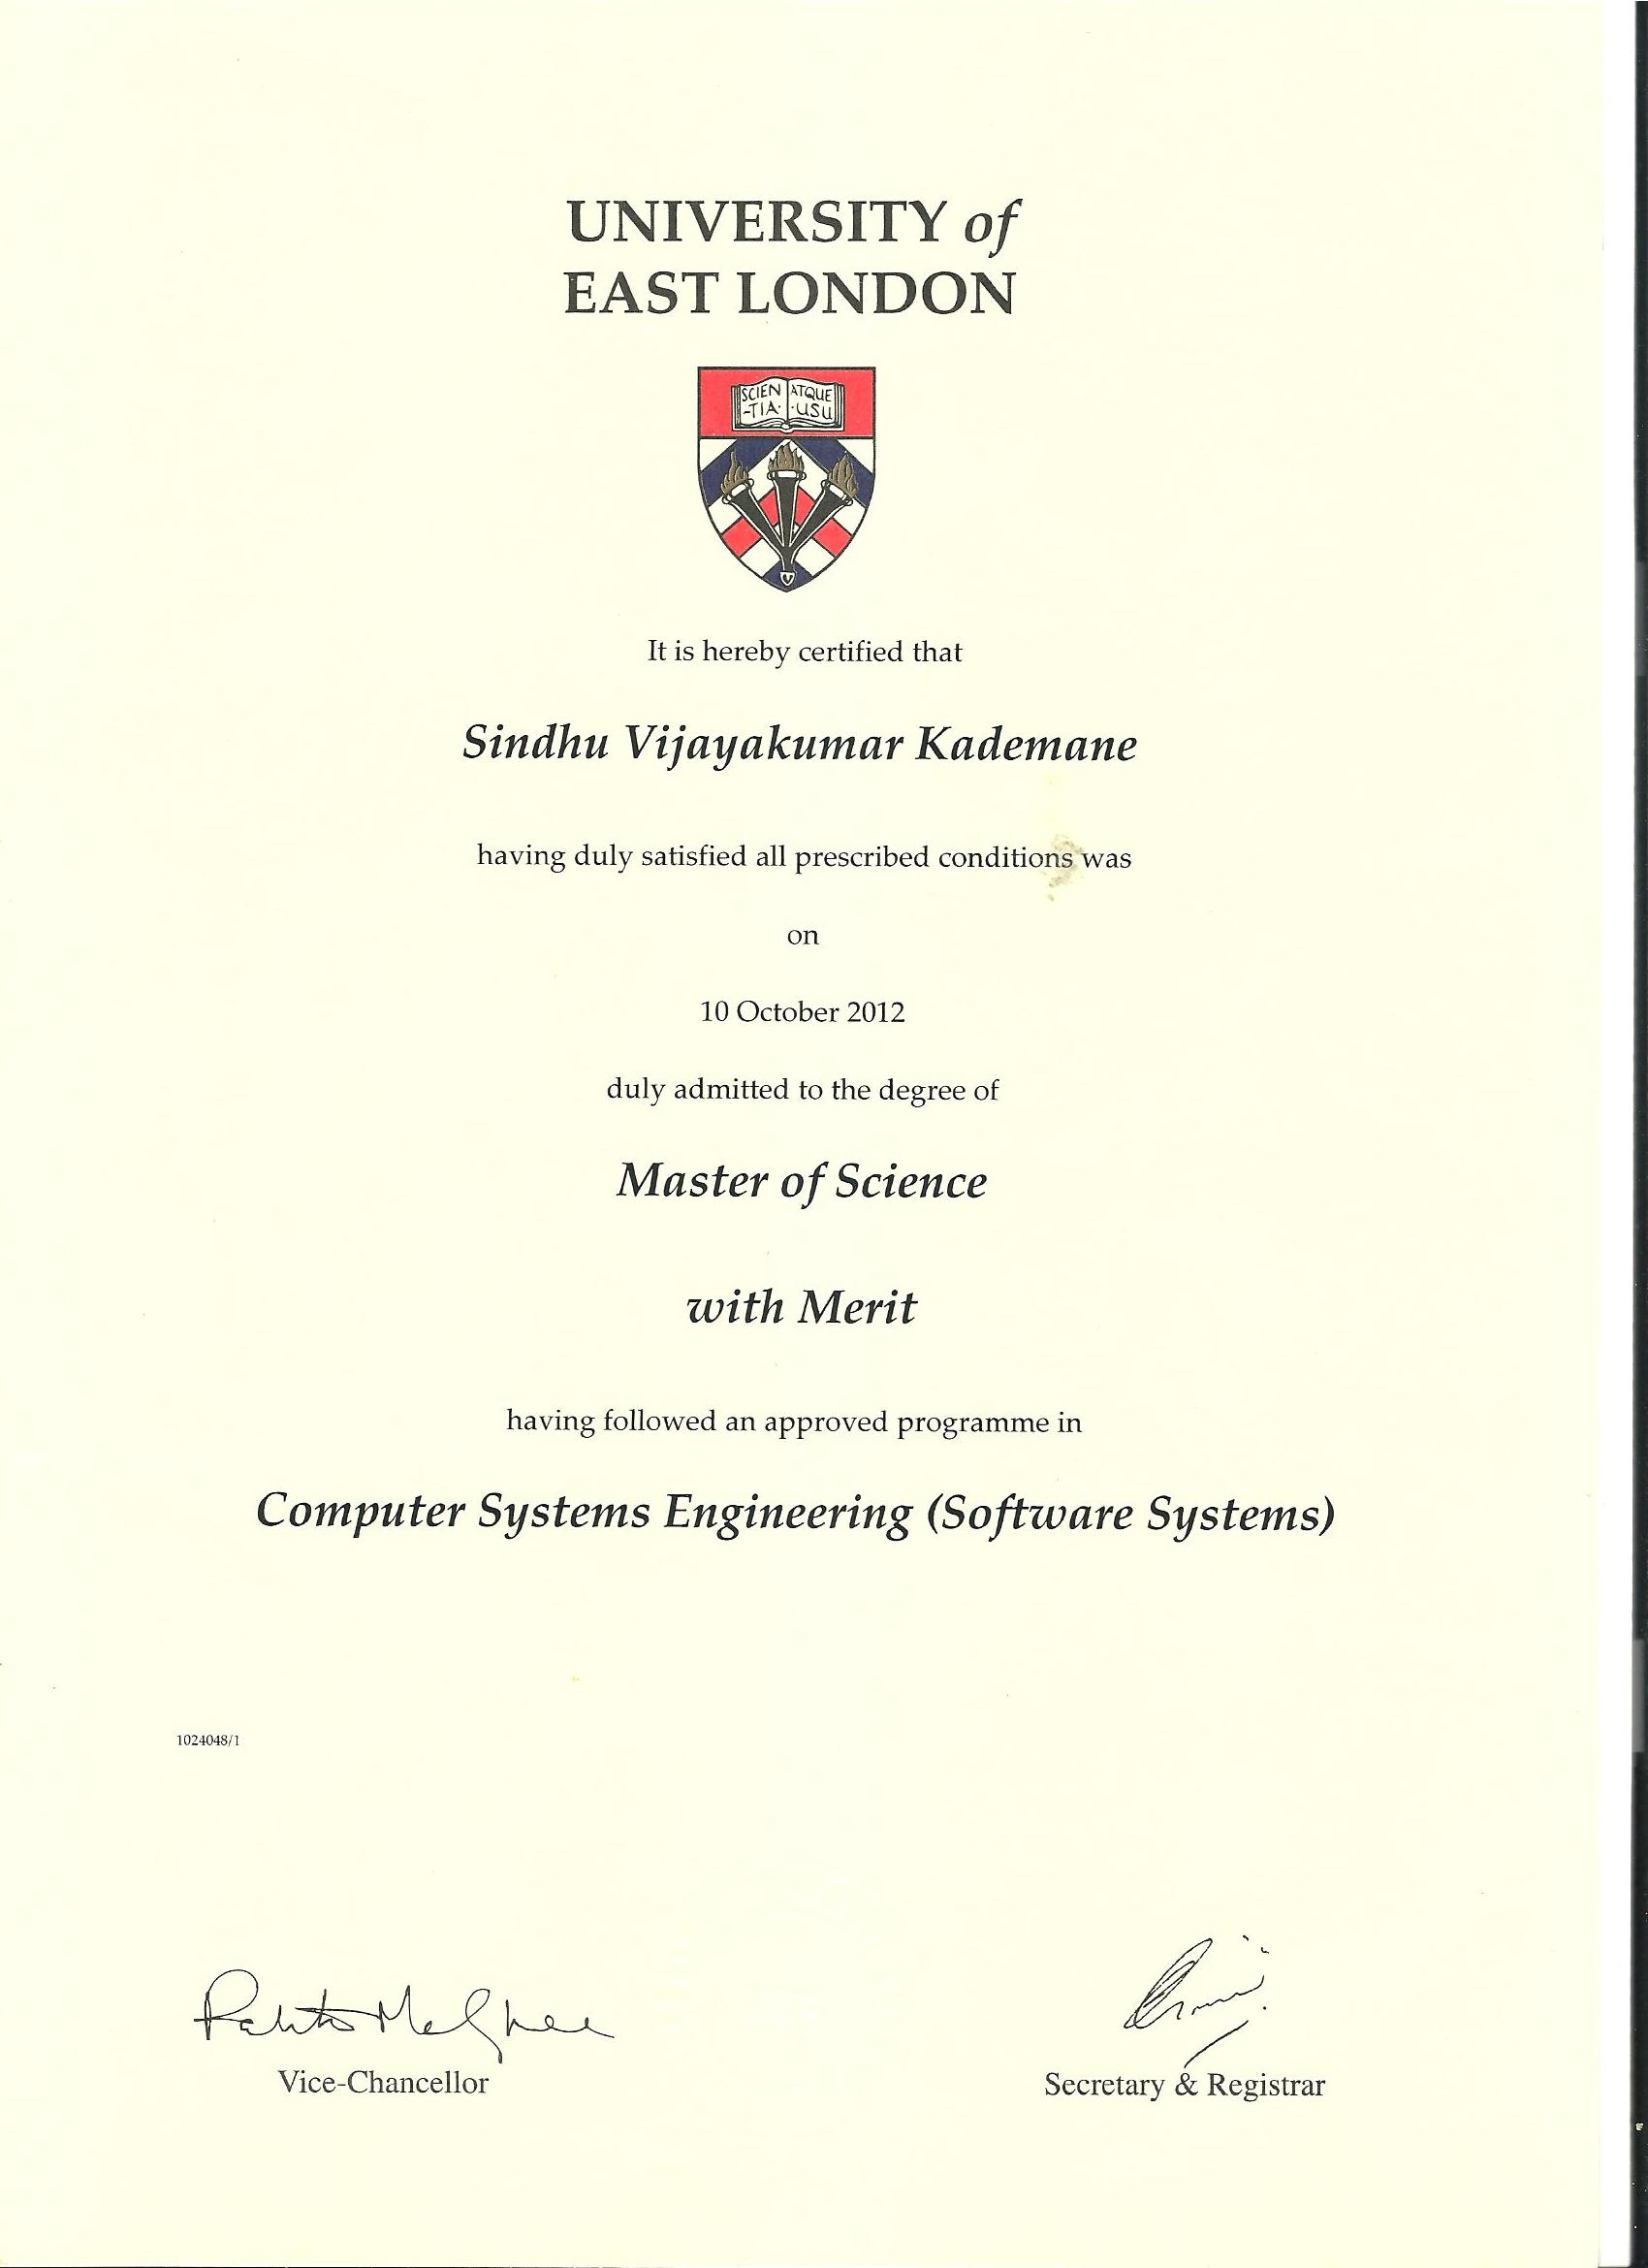 UNIVERSITY of
EAST LONDON
SCIEN ATQUE
-TIA· ·USU
It is hereby certified that
Sindhu Vijayakumar Kademane
having duly satisfied all prescribed conditions was
on
10 October 2012
duly admitted to the degree of
Master of Science
with Merit
having followed an approved programme in
Computer Systems Engineering (Software Systems)
1024048/1
Vice-Chancellor
Secretary & Registrar